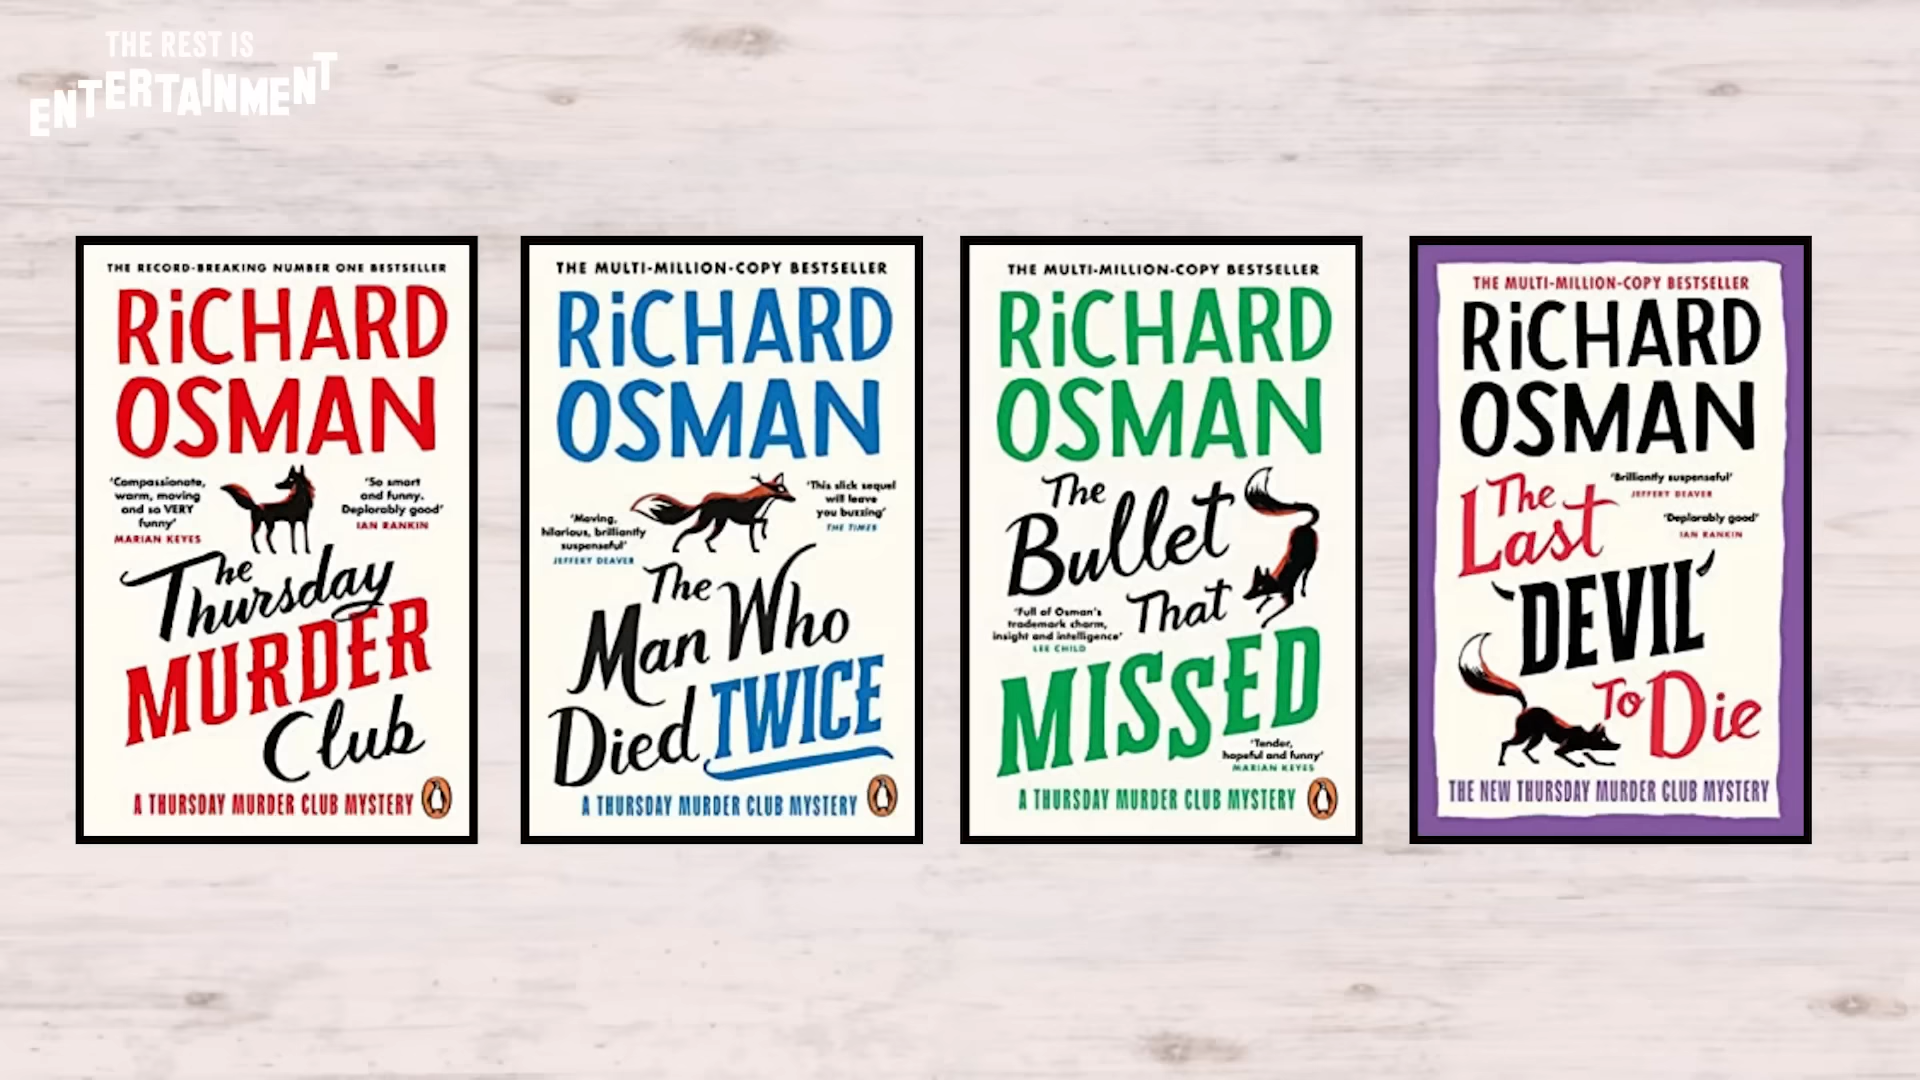 THE REST IS
ENTERTAINMENT
THE RECORD-BREAKING NUMBER ONE BESTSELLER
RiCHARD
OSMAN
'Compassionate,
warm, moving
and so VERY
funny'
MARIAN KEYES
'So smart
and funny.
Deplorably good'
IAN RANKIN
The
Thursday
MURDER
Club
A THURSDAY MURDER CLUB MYSTERY
THE MULTI-MILLION-COPY BESTSELLER
RiCHARD
OSMAN
'Moving,
hilarious, brilliantly
suspenseful'
JEFFERY DEAVER
'This slick sequel
will leave
you buzzing'
THE TIMES
The
Man Who
Died TWICE
A THURSDAY MURDER CLUB MYSTERY
THE MULTI-MILLION-COPY BESTSELLER
RiCHARD
OSMAN
The
Bullet
That
'Full of Osman's
trademark charm,
insight and intelligence'
LEE CHILD
MISSED
'Tender,
hopeful and funny'
MARIAN KEYES
A THURSDAY MURDER CLUB MYSTERY
THE MULTI-MILLION-COPY BESTSELLER
RiCHARD
OSMAN
The
Last
'Brilliantly suspenseful'
JEFFERY DEAVER
'Deplorably good'
IAN RANKIN
'DEVIL'
To Die
THE NEW THURSDAY MURDER CLUB MYSTERY